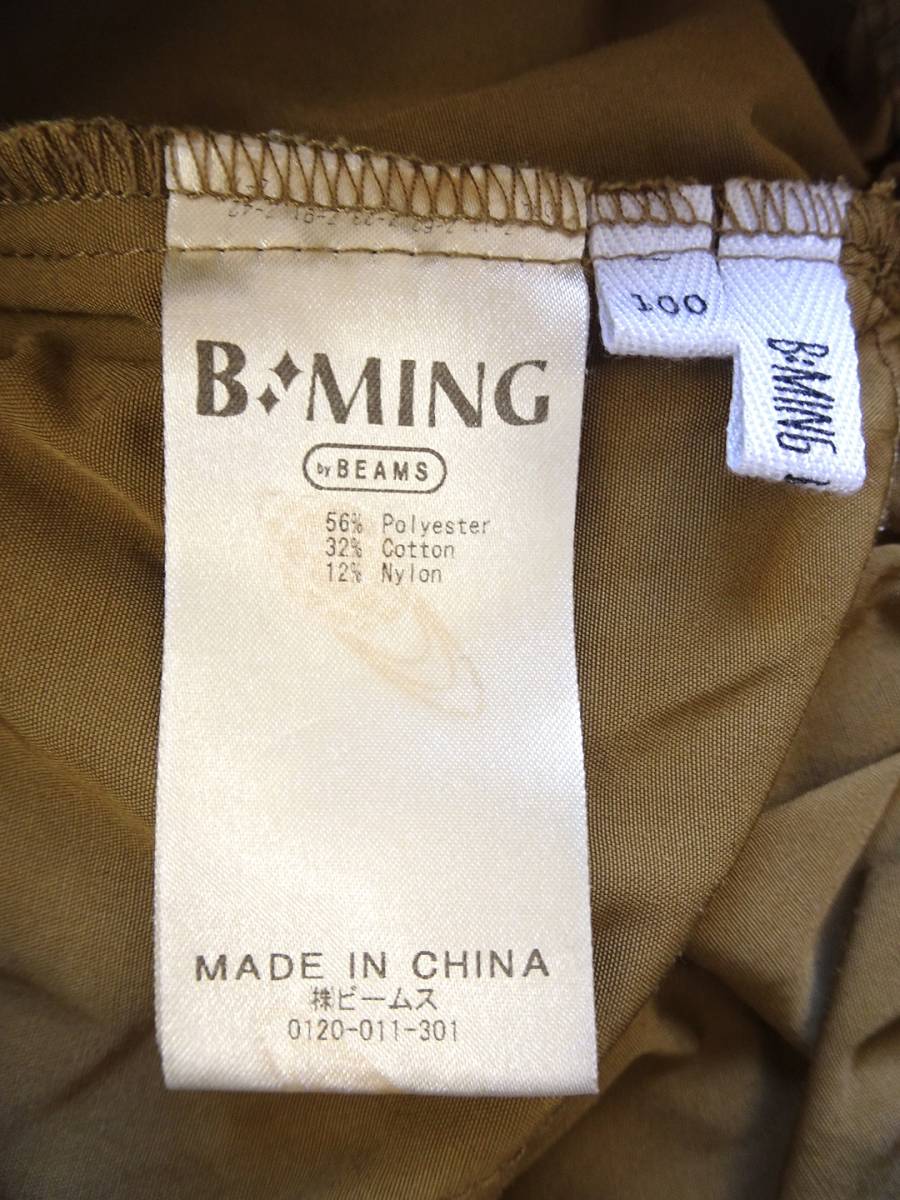 B:MING
by BEAMS
56% Polyester
32% Cotton
12% Nylon
MADE IN CHINA
㈱ビームス
0120-011-301
100
B:MING